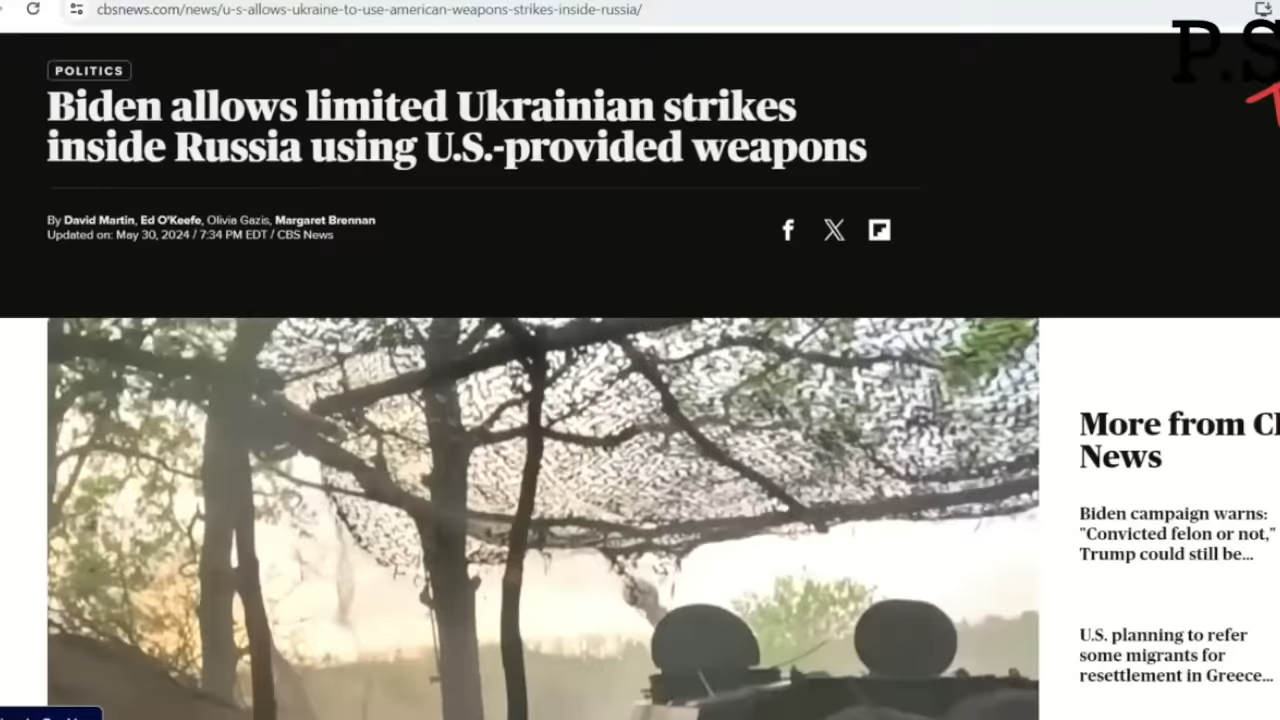 cbsnews.com/news/u-s-allows-ukraine-to-use-american-weapons-strikes-inside-russia/
P.S
POLITICS
Biden allows limited Ukrainian strikes
inside Russia using U.S.-provided weapons
By David Martin, Ed O'Keefe, Olivia Gazis, Margaret Brennan
Updated on: May 30, 2024 / 7:34 PM EDT / CBS News
More from
News
Biden campaign warns:
"Convicted felon or not,"
Trump could still be...
U.S. planning to refer
some migrants for
resettlement in Greece...